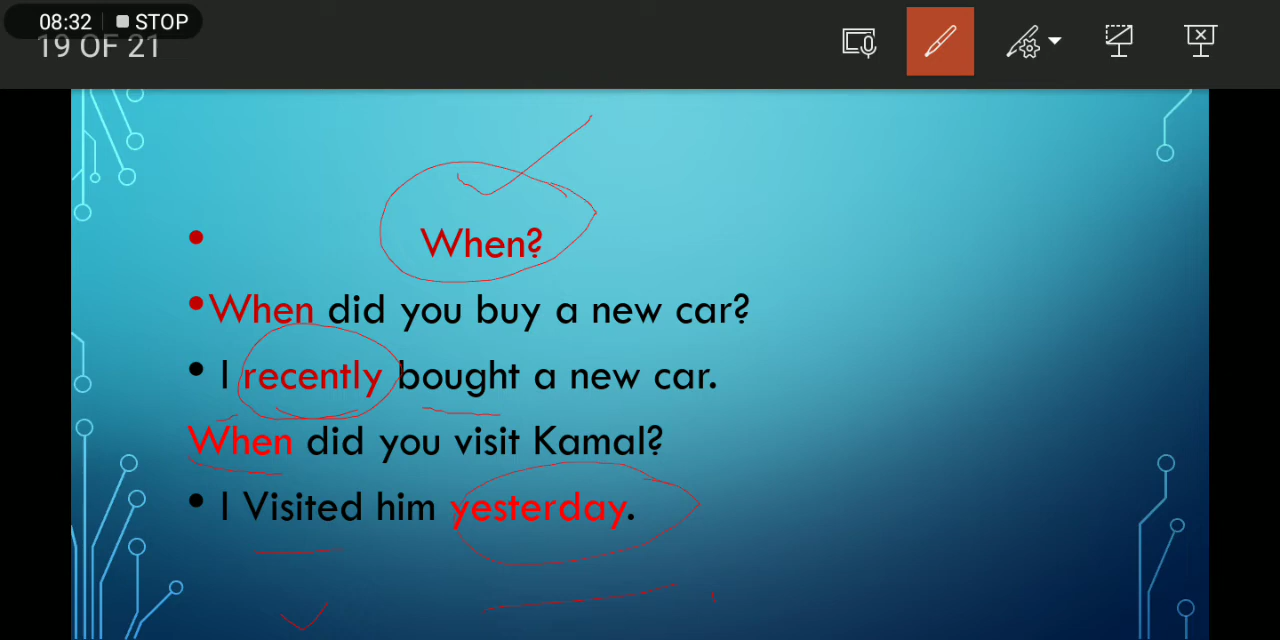 08:32 STOP
19 OF 21
• When?
•When did you buy a new car?
• I recently bought a new car.
When did you visit Kamal?
• I Visited him yesterday.